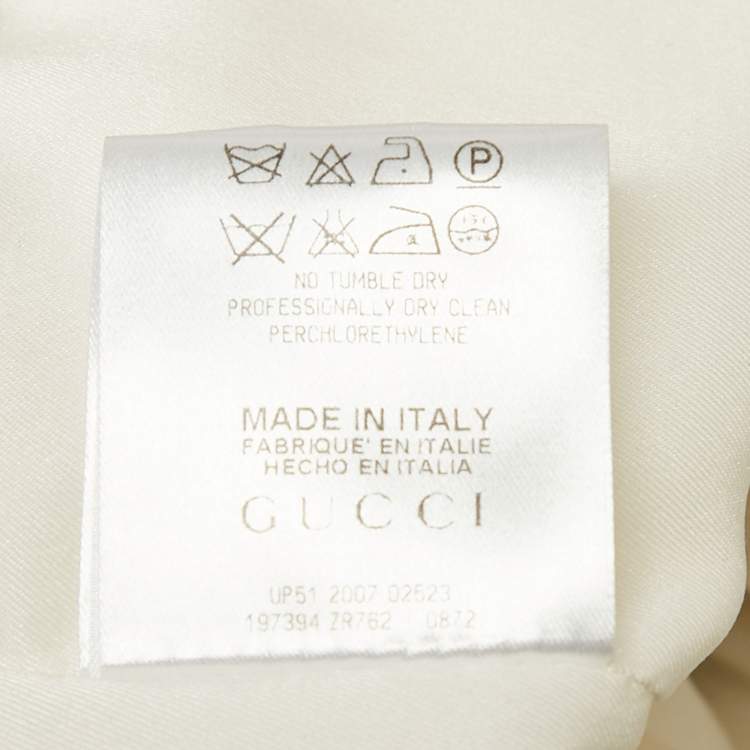 P
NO TUMBLE DRY
PROFESSIONALLY DRY CLEAN
PERCHLORETHYLENE
MADE IN ITALY
FABRIQUE' EN ITALIE
HECHO EN ITALIA
GUCCI
UP51 2007 02523
197394 ZR762 0872